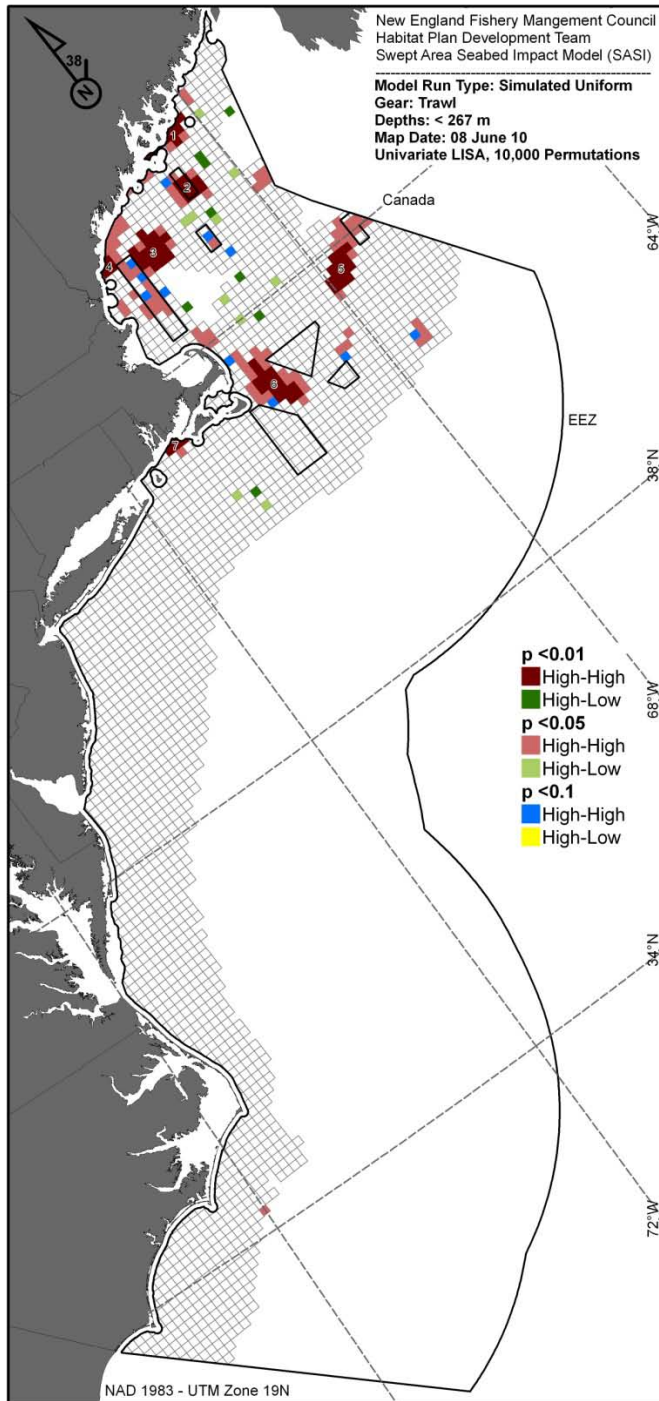 New England Fishery Mangement Council
Habitat Plan Development Team
Swept Area Seabed Impact Model (SASI)
Model Run Type: Simulated Uniform
Gear: Trawl
Depths: < 267 m
Map Date: 08 June 10
Univariate LISA, 10,000 Permutations
38
N
1
2
Canada
64°W
3
4
5
6
EEZ
7
38°N
p <0.01
High-High
High-Low
p <0.05
High-High
High-Low
p <0.1
High-High
High-Low
68°W
34°N
72°W
NAD 1983 - UTM Zone 19N